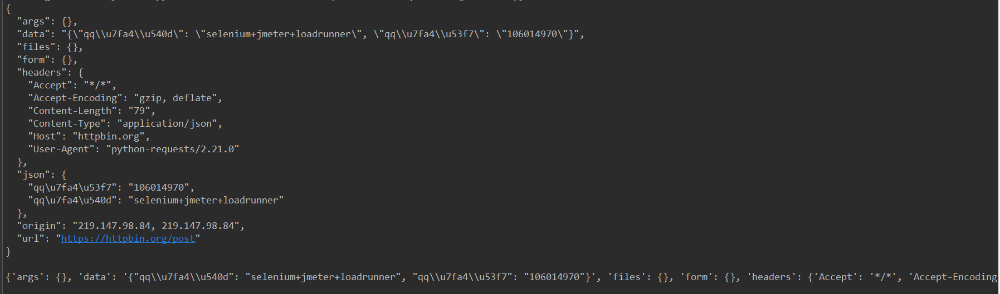 {
  "args": {},
  "data": "{\"qq\\u7fa4\\u540d\": \"selenium+jmeter+loadrunner\", \"qq\\u7fa4\\u53f7\": \"106014970\"}",
  "files": {},
  "form": {},
  "headers": {
    "Accept": "*/*",
    "Accept-Encoding": "gzip, deflate",
    "Content-Length": "79",
    "Content-Type": "application/json",
    "Host": "httpbin.org",
    "User-Agent": "python-requests/2.21.0"
  },
  "json": {
    "qq\u7fa4\u53f7": "106014970",
    "qq\u7fa4\u540d": "selenium+jmeter+loadrunner"
  },
  "origin": "219.147.98.84, 219.147.98.84",
  "url": "https://httpbin.org/post"
}
{'args': {}, 'data': '{"qq\\u7fa4\\u540d": "selenium+jmeter+loadrunner", "qq\\u7fa4\\u53f7": "106014970"}', 'files': {}, 'form': {}, 'headers': {'Accept': '*/*', 'Accept-Encoding